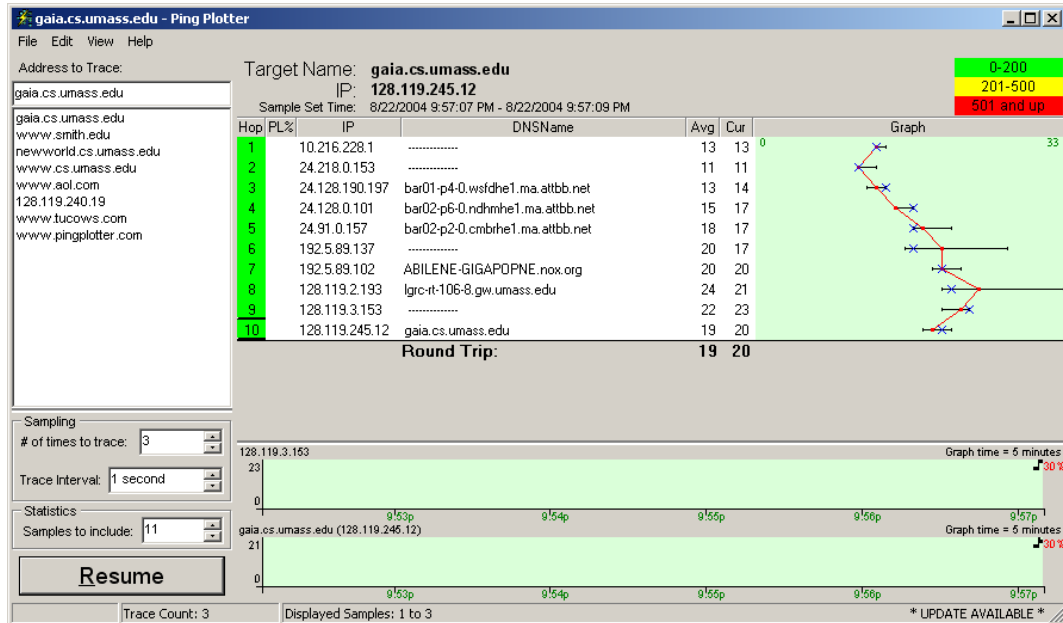 gaia.cs.umass.edu - Ping Plotter
File Edit View Help
Address to Trace:
gaia.cs.umass.edu
gaia.cs.umass.edu
www.smith.edu
newworld.cs.umass.edu
www.cs.umass.edu
www.aol.com
128.119.240.19
www.tucows.com
www.pingplotter.com
Sampling
# of times to trace: 3
Trace Interval: 1 second
Statistics
Samples to include: 11
Resume
Target Name: gaia.cs.umass.edu
IP: 128.119.245.12
Sample Set Time: 8/22/2004 9:57:07 PM - 8/22/2004 9:57:09 PM
0-200
201-500
501 and up
Hop PL% IP DNSName Avg Cur Graph
0 33
1 10.216.228.1 -------------- 13 13
2 24.218.0.153 -------------- 11 11
3 24.128.190.197 bar01-p4-0.wsfdhe1.ma.attbb.net 13 14
4 24.128.0.101 bar02-p6-0.ndhmhe1.ma.attbb.net 15 17
5 24.91.0.157 bar02-p2-0.cmbrhe1.ma.attbb.net 18 17
6 192.5.89.137 -------------- 20 17
7 192.5.89.102 ABILENE-GIGAPOPNE.nox.org 20 20
8 128.119.2.193 lgrc-rt-106-8.gw.umass.edu 24 21
9 128.119.3.153 -------------- 22 23
10 128.119.245.12 gaia.cs.umass.edu 19 20
Round Trip: 19 20
128.119.3.153 Graph time = 5 minutes
23 30%
0
9:53p 9:54p 9:55p 9:56p 9:57p
gaia.cs.umass.edu (128.119.245.12) Graph time = 5 minutes
21 30%
0
9:53p 9:54p 9:55p 9:56p 9:57p
Trace Count: 3 Displayed Samples: 1 to 3 * UPDATE AVAILABLE *